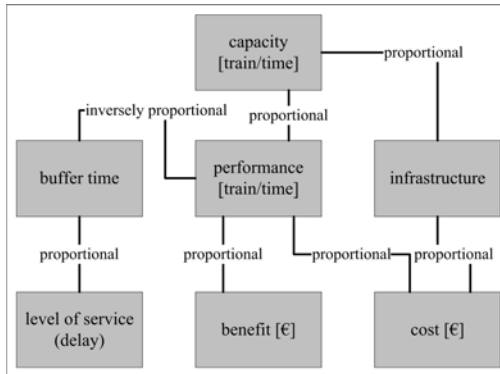 capacity
[train/time]
proportional
inversely proportional
proportional
buffer time
performance
[train/time]
infrastructure
proportional
proportional
proportional
proportional
level of service
(delay)
benefit [€]
cost [€]